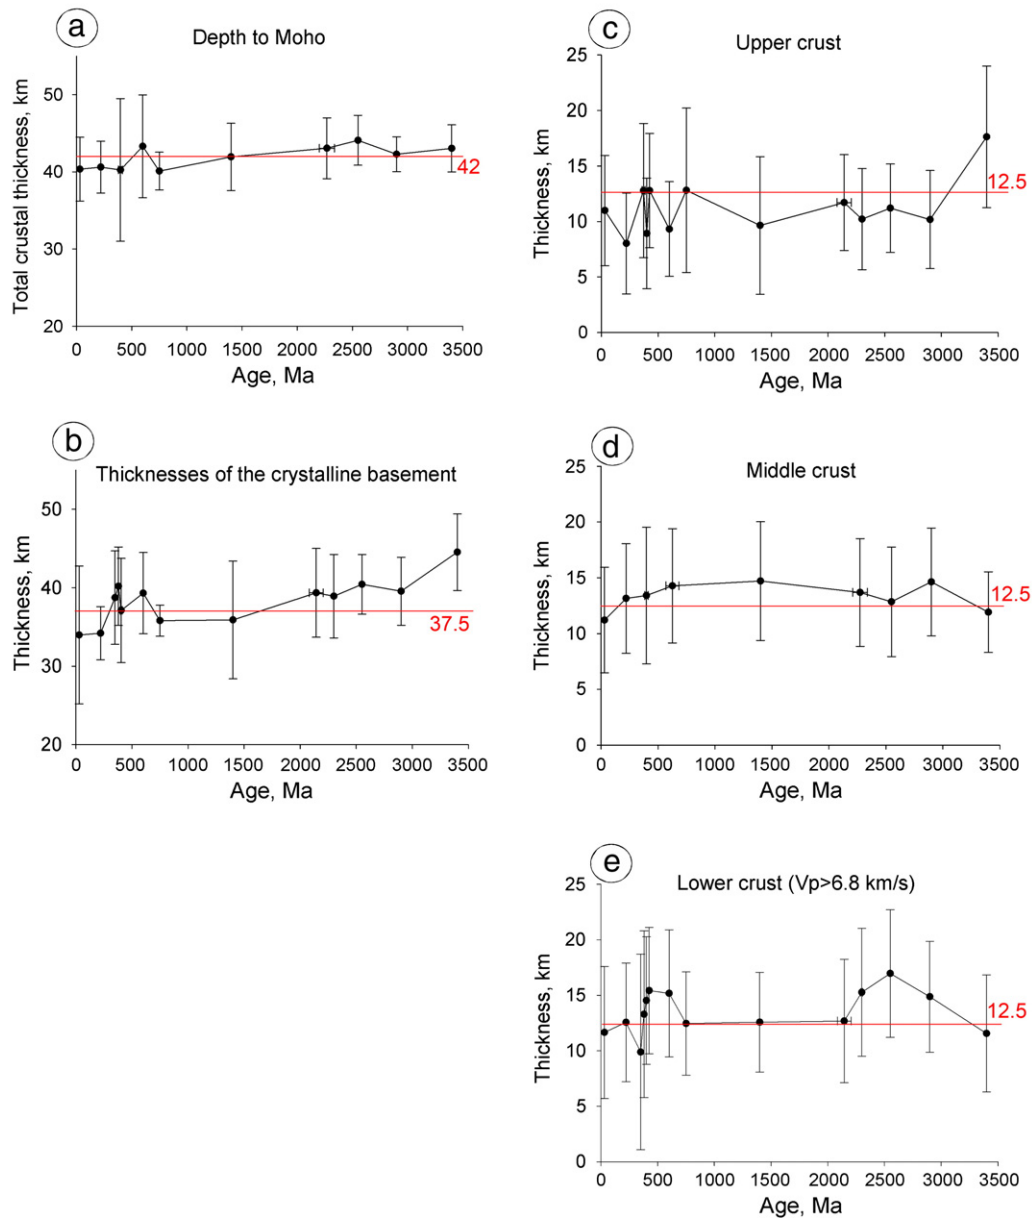 a
Depth to Moho
Total crustal thickness, km
50
40
30
20
42
0 500 1000 1500 2000 2500 3000 3500
Age, Ma
b
Thicknesses of the crystalline basement
Thickness, km
50
40
30
20
37.5
0 500 1000 1500 2000 2500 3000 3500
Age, Ma
c
Upper crust
Thickness, km
25
20
15
10
5
0
12.5
0 500 1000 1500 2000 2500 3000 3500
Age, Ma
d
Middle crust
Thickness, km
25
20
15
10
5
0
12.5
0 500 1000 1500 2000 2500 3000 3500
Age, Ma
e
Lower crust (Vp>6.8 km/s)
Thickness, km
25
20
15
10
5
0
12.5
0 500 1000 1500 2000 2500 3000 3500
Age, Ma